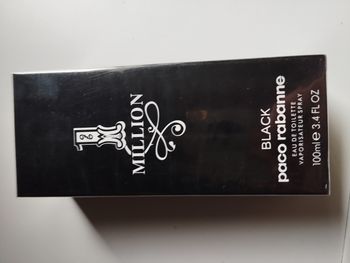 1
MILLION
BLACK
paco rabanne
EAU DE TOILETTE
VAPORISATEUR SPRAY
100ml e 3.4 FL OZ